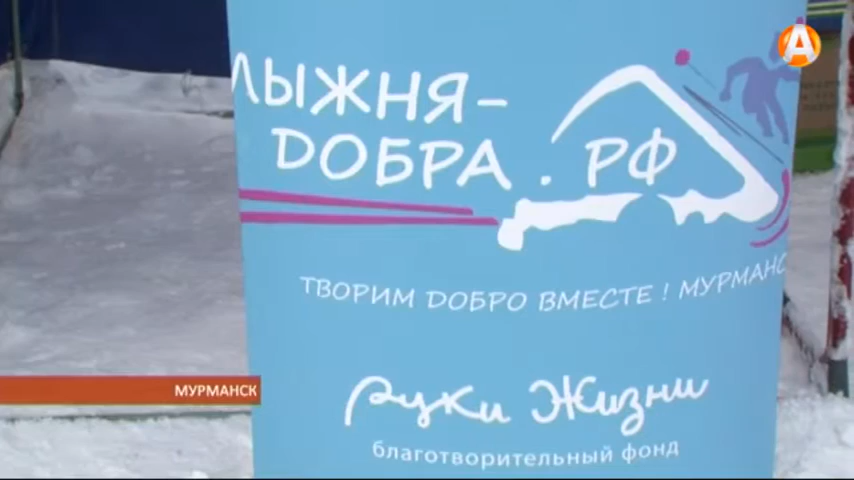 А
ЛЫЖНЯ-
ДОБРА.РФ
ТВОРИМ ДОБРО ВМЕСТЕ! МУРМАНС
МУРМАНСК
Руки Жизни
благотворительный фонд